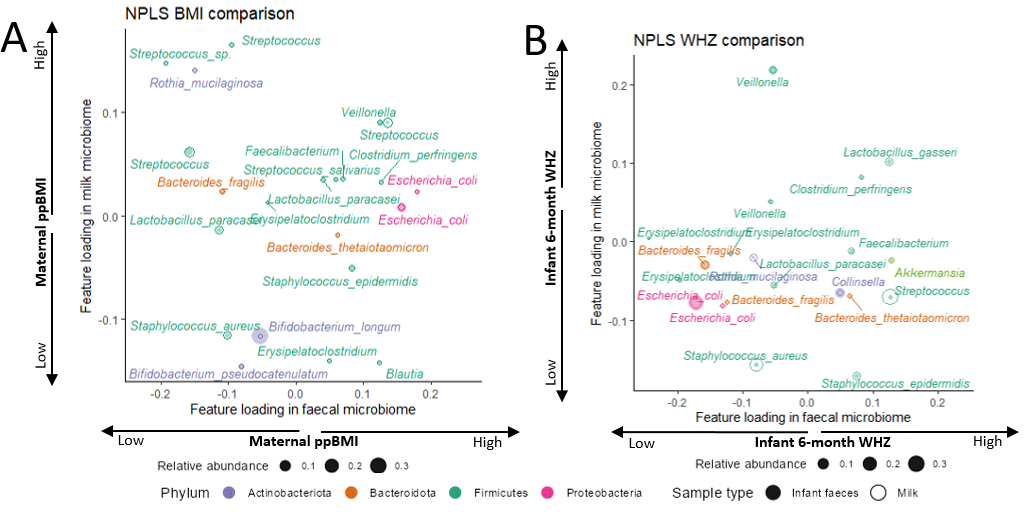 A
NPLS BMI comparison
High
Maternal ppBMI
Low
Feature loading in milk microbiome
0.1
0.0
-0.1
Streptococcus
Streptococcus_sp.
Rothia_mucilaginosa
Veillonella
Streptococcus
Faecalibacterium
Clostridium_perfringens
Streptococcus
Streptococcus_salivarius
Bacteroides_fragilis
Escherichia_coli
Lactobacillus_paracasei
Lactobacillus_paracasei
Erysipelatoclostridium
Escherichia_coli
Bacteroides_thetaiotaomicron
Staphylococcus_epidermidis
Staphylococcus_aureus
Bifidobacterium_longum
Erysipelatoclostridium
Bifidobacterium_pseudocatenulatum
Blautia
-0.2
-0.1
0.0
0.1
0.2
Feature loading in faecal microbiome
Low
Maternal ppBMI
High
Relative abundance 0.1 0.2 0.3
B
NPLS WHZ comparison
High
Infant 6-month WHZ
Low
Feature loading in milk microbiome
0.2
0.1
0.0
-0.1
Veillonella
Lactobacillus_gasseri
Clostridium_perfringens
Veillonella
Erysipelatoclostridium
Erysipelatoclostridium
Bacteroides_fragilis
Faecalibacterium
Lactobacillus_paracasei
Akkermansia
Erysipelatoclostridium
Rothia_mucilaginosa
Collinsella
Streptococcus
Escherichia_coli
Bacteroides_fragilis
Escherichia_coli
Bacteroides_thetaiotaomicron
Staphylococcus_aureus
Staphylococcus_epidermidis
-0.2
-0.1
0.0
0.1
0.2
Feature loading in faecal microbiome
Low
Infant 6-month WHZ
High
Relative abundance 0.1 0.2 0.3
Phylum Actinobacteriota Bacteroidota Firmicutes Proteobacteria Sample type Infant faeces Milk